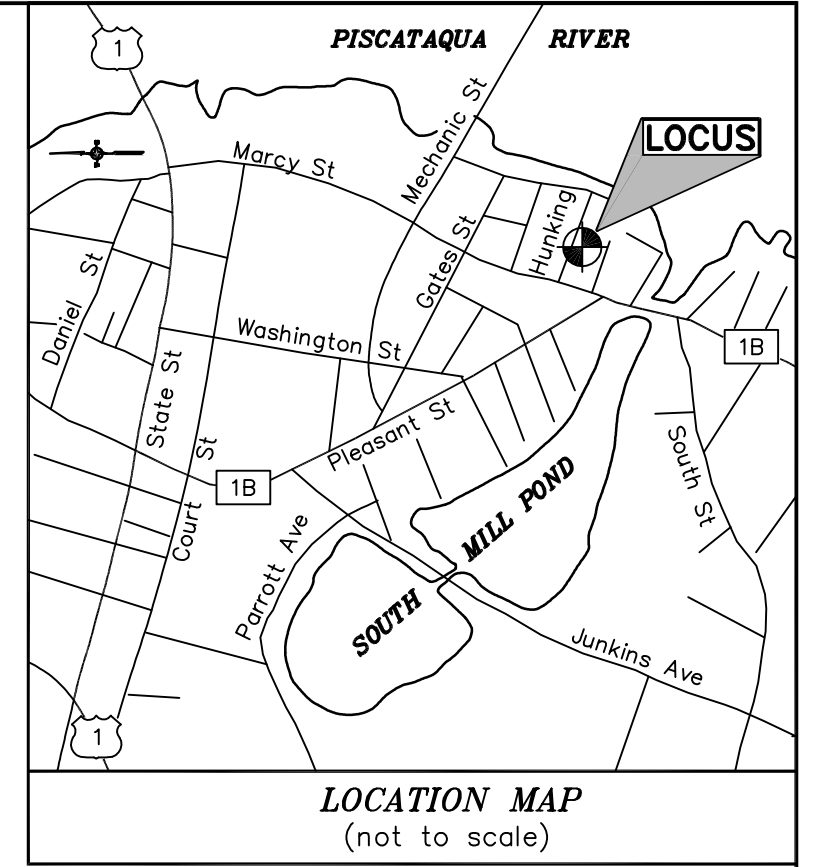 1
PISCATAQUA RIVER
Mechanic St
LOCUS
Marcy St
Hunking
Gates St
Daniel St
Washington St
1B
State St
Pleasant St
South St
Court St
1B
MILL POND
Parrott Ave
SOUTH
Junkins Ave
1
LOCATION MAP
(not to scale)